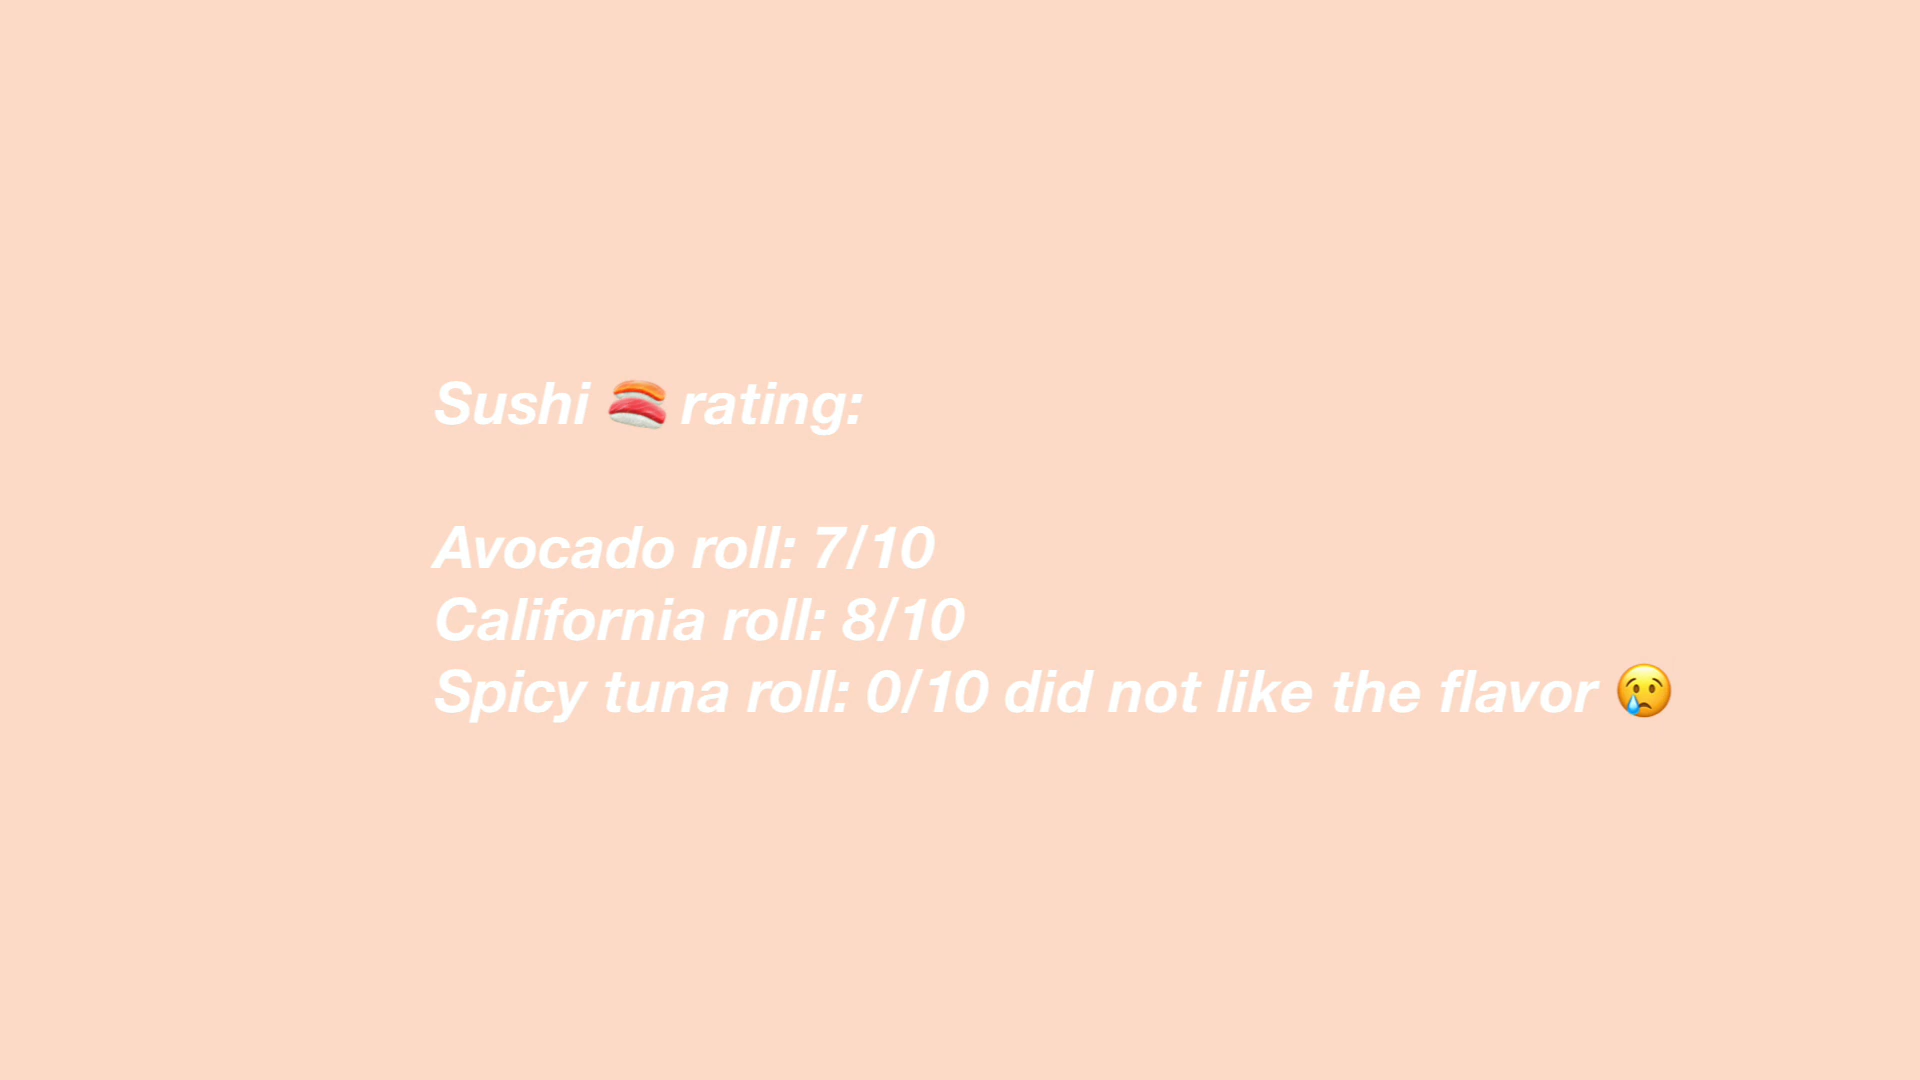 Sushi 🍣 rating:
Avocado roll: 7/10
California roll: 8/10
Spicy tuna roll: 0/10 did not like the flavor 😢